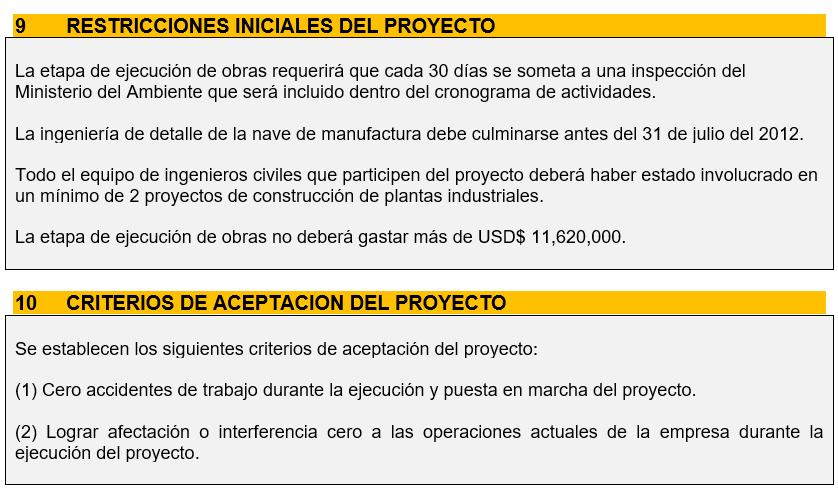 9 RESTRICCIONES INICIALES DEL PROYECTO
La etapa de ejecución de obras requerirá que cada 30 días se someta a una inspección del
Ministerio del Ambiente que será incluido dentro del cronograma de actividades.
La ingeniería de detalle de la nave de manufactura debe culminarse antes del 31 de julio del 2012.
Todo el equipo de ingenieros civiles que participen del proyecto deberá haber estado involucrado en
un mínimo de 2 proyectos de construcción de plantas industriales.
La etapa de ejecución de obras no deberá gastar más de USD$ 11,620,000.
10 CRITERIOS DE ACEPTACION DEL PROYECTO
Se establecen los siguientes criterios de aceptación del proyecto:
(1) Cero accidentes de trabajo durante la ejecución y puesta en marcha del proyecto.
(2) Lograr afectación o interferencia cero a las operaciones actuales de la empresa durante la
ejecución del proyecto.